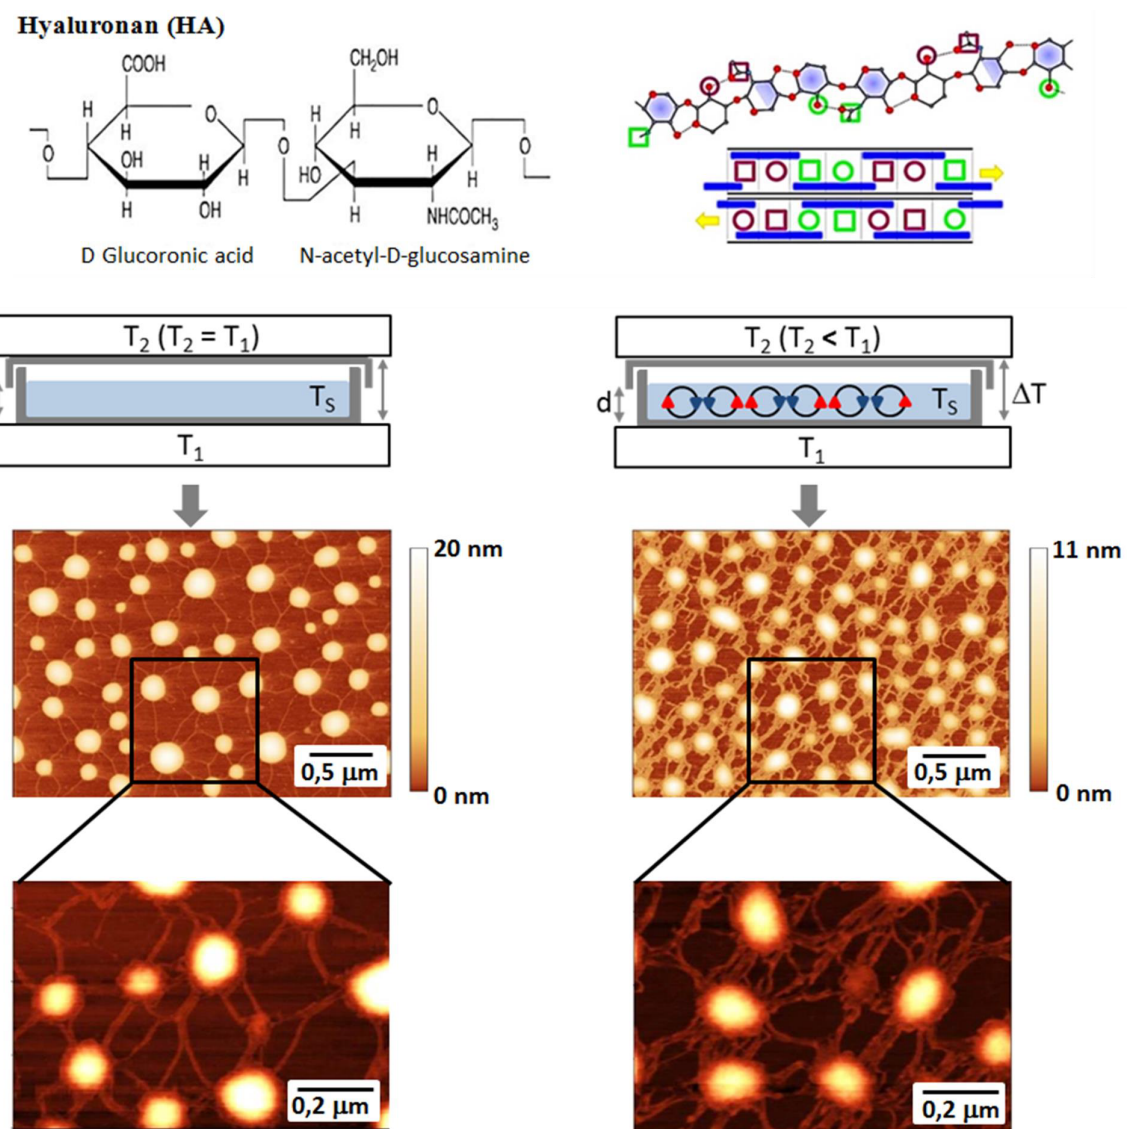 Hyaluronan (HA)
COOH
CH₂OH
H
O
H
O
H
H
OH
H
H
HO
H
H
O
O
O
H
OH
H
NHCOCH₃
D Glucoronic acid
N-acetyl-D-glucosamine
T₂ (T₂ = T₁)
T₂ (T₂ < T₁)
Tₛ
d
Tₛ
ΔT
T₁
T₁
20 nm
11 nm
0,5 µm
0,5 µm
0 nm
0 nm
0,2 µm
0,2 µm